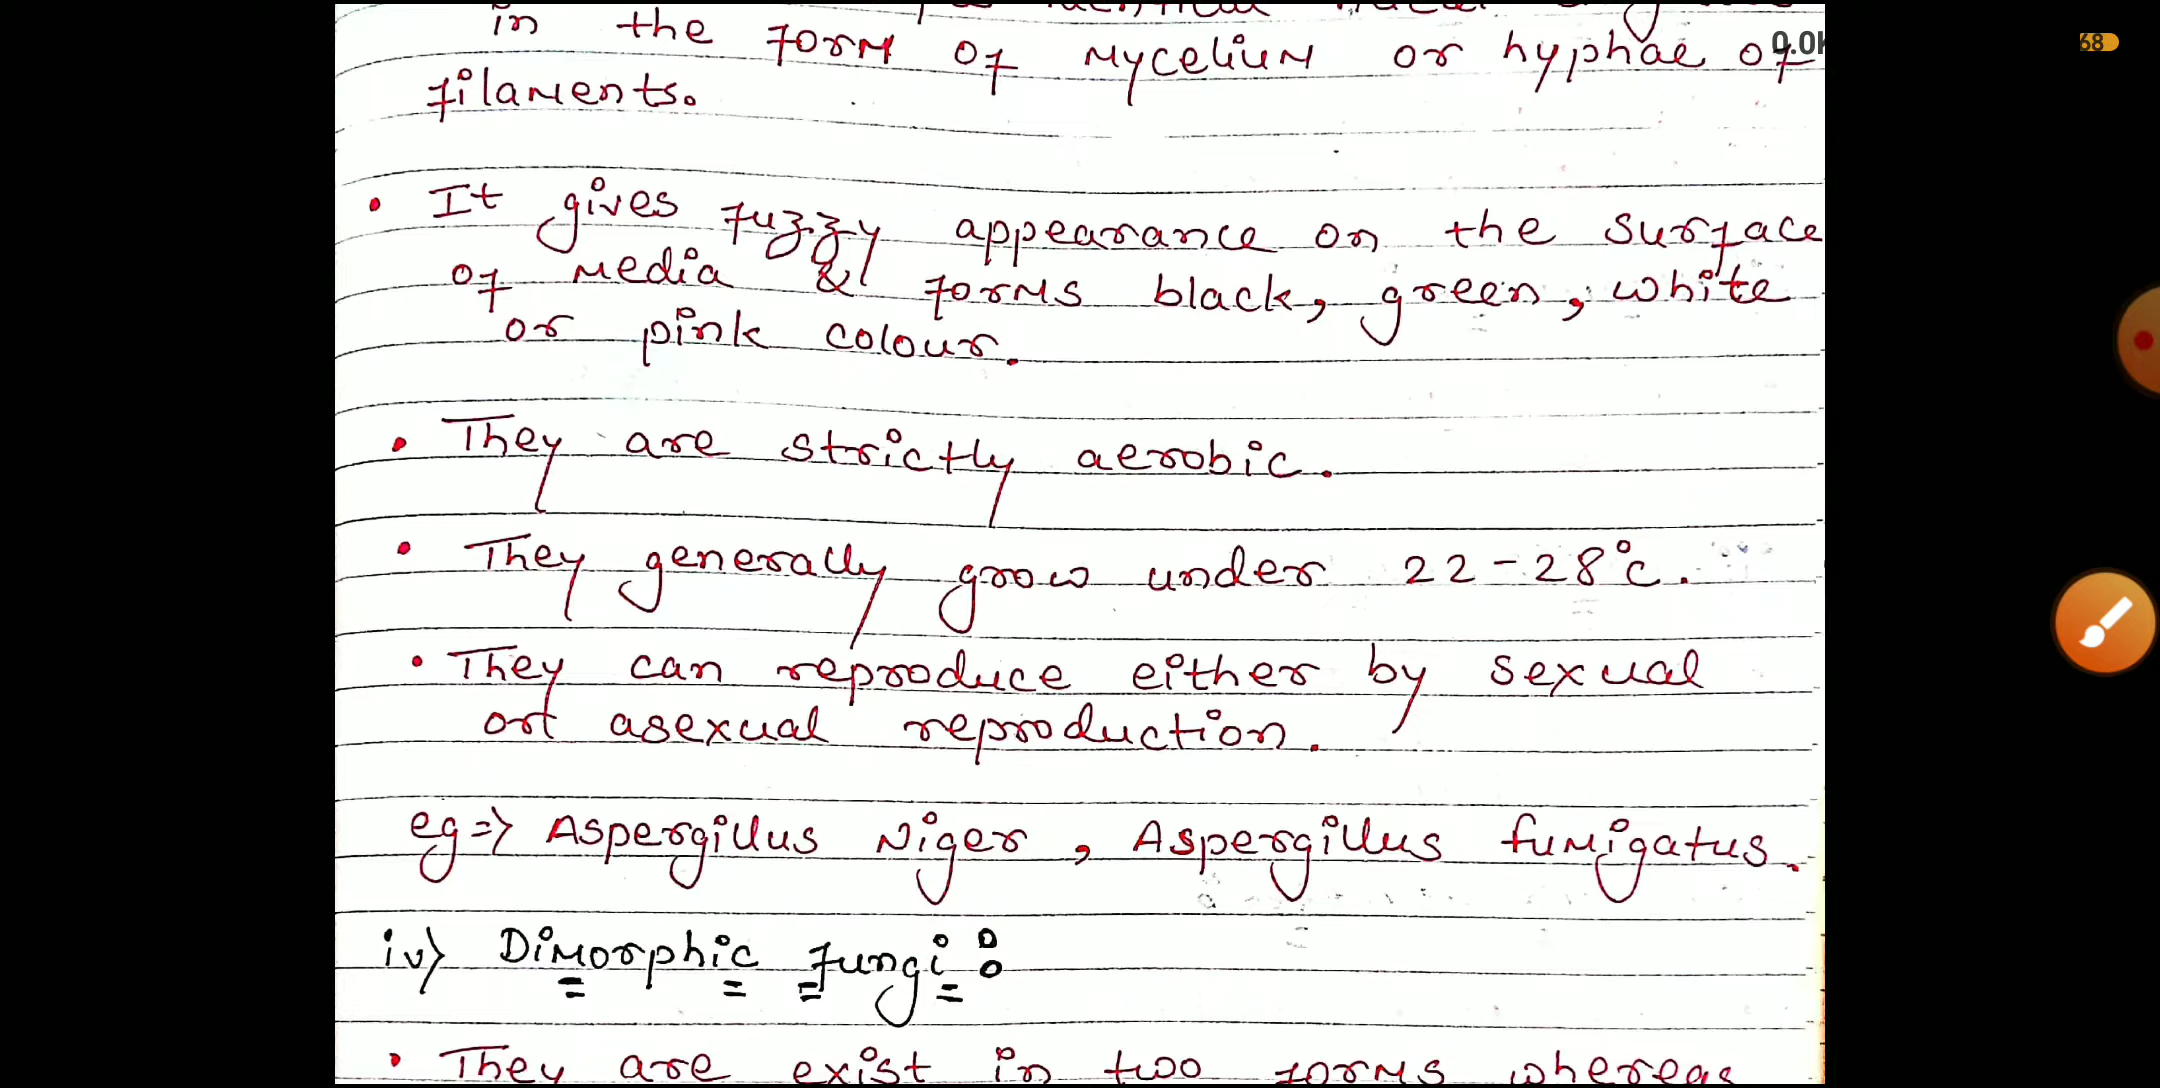 in the form of mycelium or hyphae of
filaments.
• It gives fuzzy appearance on the surface
of media & forms black, green, white
or pink colour.
• They are strictly aerobic.
• They generally grow under 22-28°c.
• They can reproduce either by sexual
or asexual reproduction.
eg => Aspergillus Niger, Aspergillus fumigatus.
iv) Dimorphic fungi:
• They are exist in two forms whereas
68